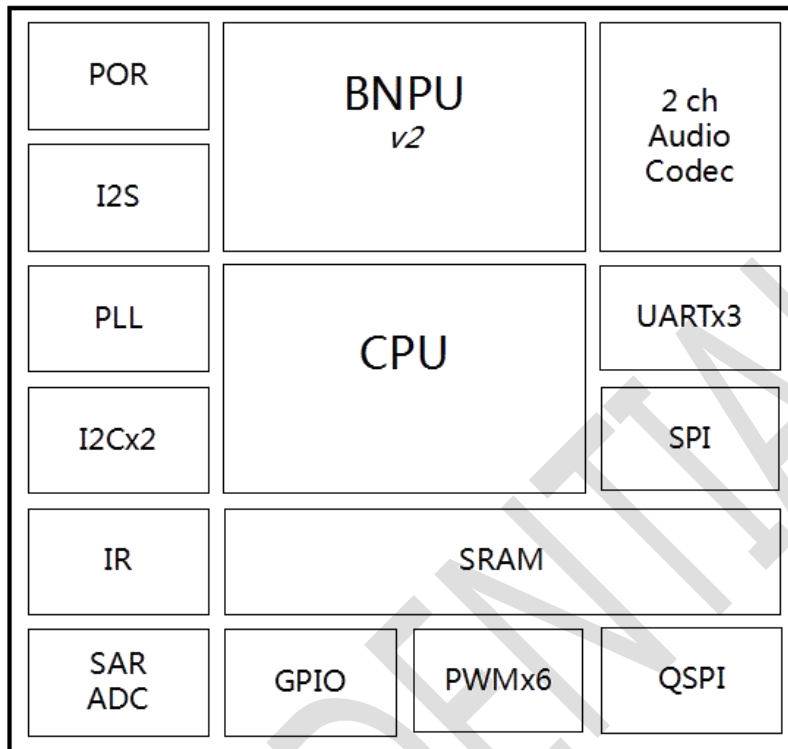 POR
BNPU
v2
2 ch
Audio
Codec
I2S
PLL
CPU
UARTx3
I2Cx2
SPI
IR
SRAM
SAR
ADC
GPIO
PWMx6
QSPI
DENTIA